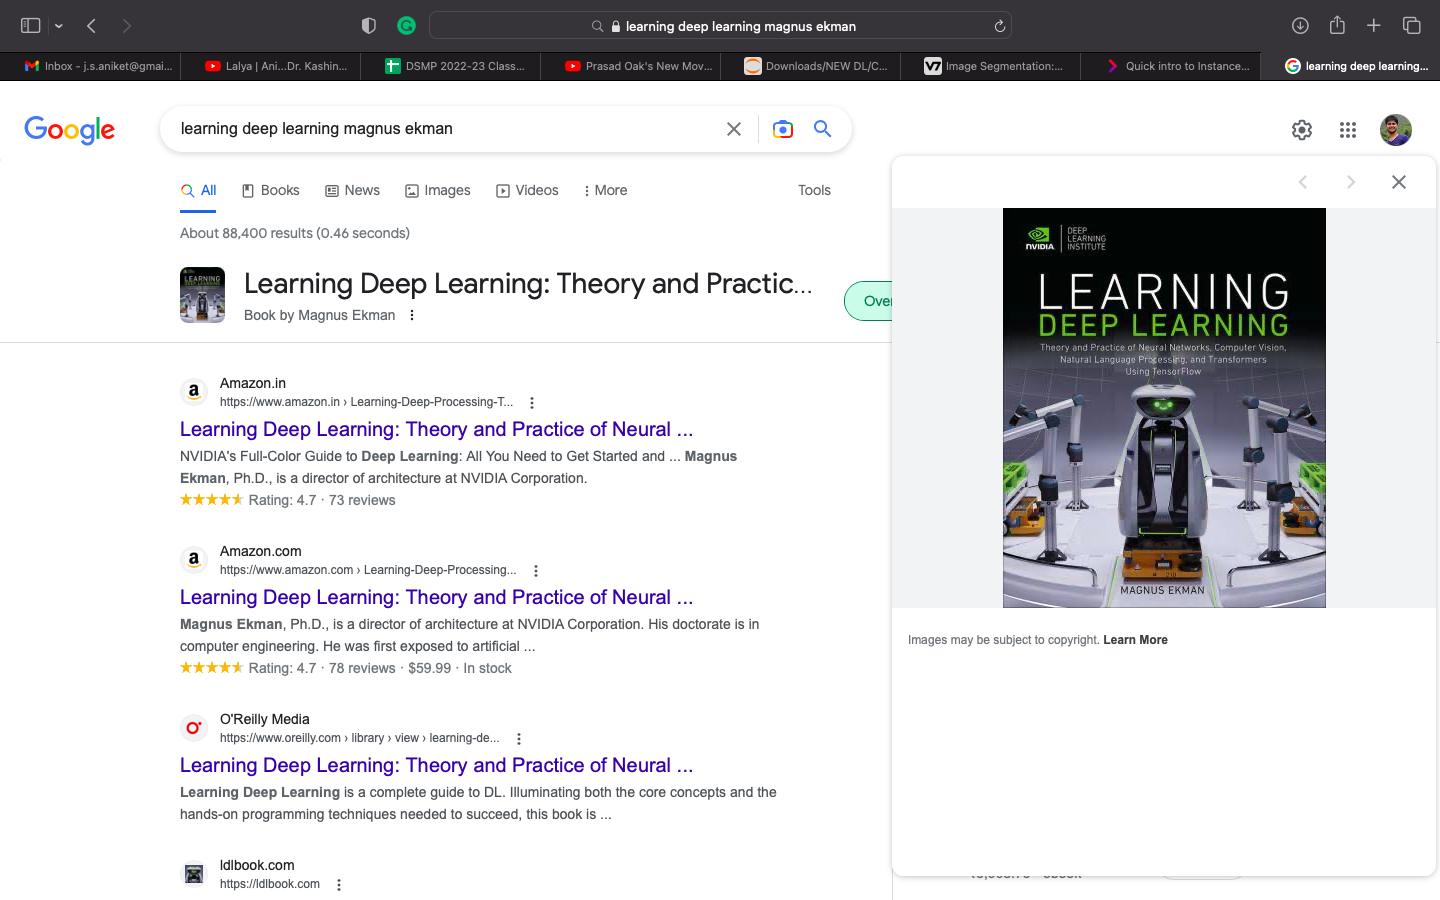 learning deep learning magnus ekman
Inbox - j.s.aniket@gmai...
Lalya | Ani...Dr. Kashin...
DSMP 2022-23 Class...
Prasad Oak's New Mov...
Downloads/NEW DL/C...
V7 Image Segmentation:...
Quick intro to Instance...
learning deep learning...
Google
learning deep learning magnus ekman
All
Books
News
Images
Videos
More
Tools
About 88,400 results (0.46 seconds)
Learning Deep Learning: Theory and Practic...
Book by Magnus Ekman
Over
Amazon.in
https://www.amazon.in › Learning-Deep-Processing-T...
Learning Deep Learning: Theory and Practice of Neural ...
NVIDIA's Full-Color Guide to Deep Learning: All You Need to Get Started and ... Magnus
Ekman, Ph.D., is a director of architecture at NVIDIA Corporation.
Rating: 4.7 · 73 reviews
Amazon.com
https://www.amazon.com › Learning-Deep-Processing...
Learning Deep Learning: Theory and Practice of Neural ...
Magnus Ekman, Ph.D., is a director of architecture at NVIDIA Corporation. His doctorate is in
computer engineering. He was first exposed to artificial ...
Rating: 4.7 · 78 reviews · $59.99 · In stock
O'Reilly Media
https://www.oreilly.com › library › view › learning-de...
Learning Deep Learning: Theory and Practice of Neural ...
Learning Deep Learning is a complete guide to DL. Illuminating both the core concepts and the
hands-on programming techniques needed to succeed, this book is ...
ldlbook.com
https://ldlbook.com
NVIDIA
DEEP
LEARNING
INSTITUTE
LEARNING
DEEP LEARNING
Theory and Practice of Neural Networks, Computer Vision,
Natural Language Processing, and Transformers
Using TensorFlow
MAGNUS EKMAN
Images may be subject to copyright. Learn More